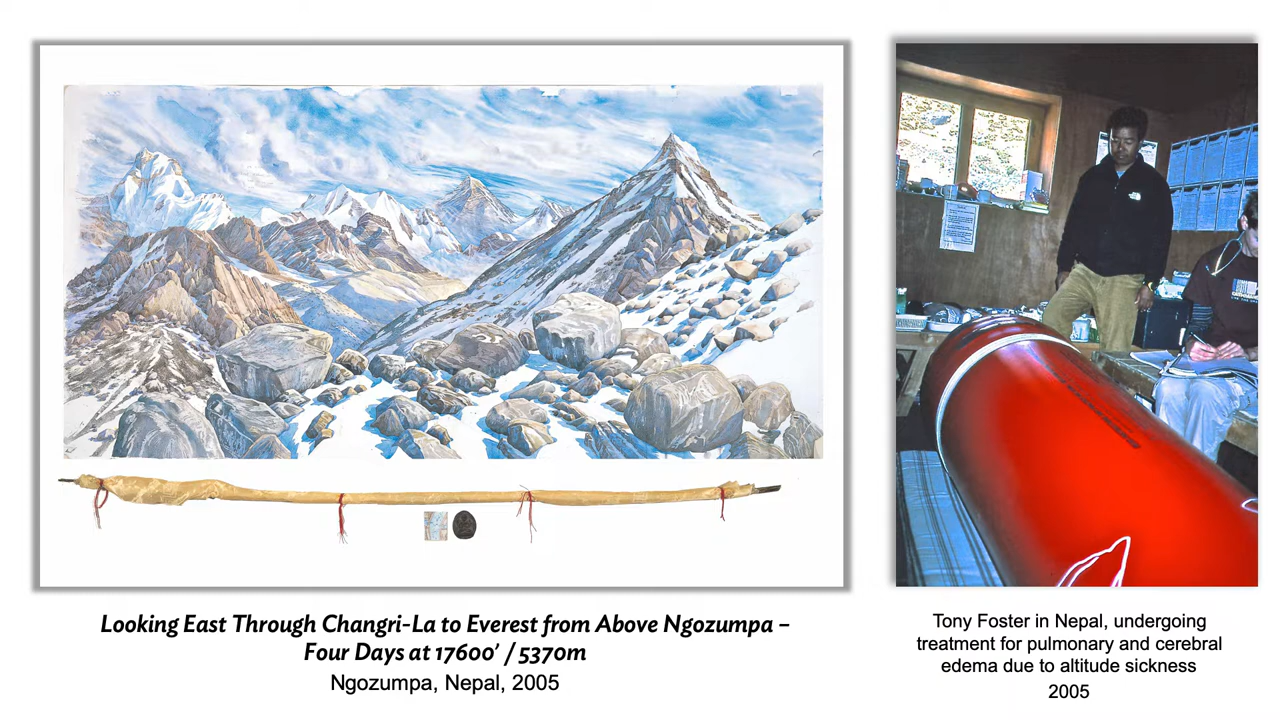 Looking East Through Changri-La to Everest from Above Ngozumpa –
Four Days at 17600’ / 5370m
Ngozumpa, Nepal, 2005
Tony Foster in Nepal, undergoing
treatment for pulmonary and cerebral
edema due to altitude sickness
2005